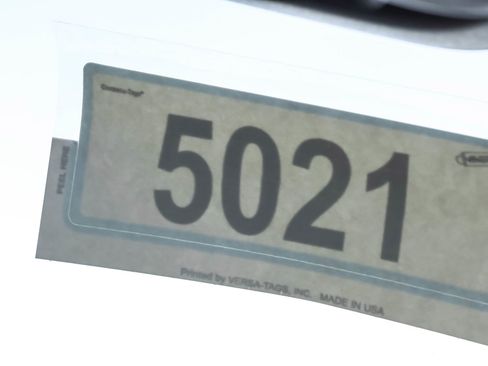 5021
PEEL HERE
Printed by VERSA-TAGS, INC. MADE IN USA